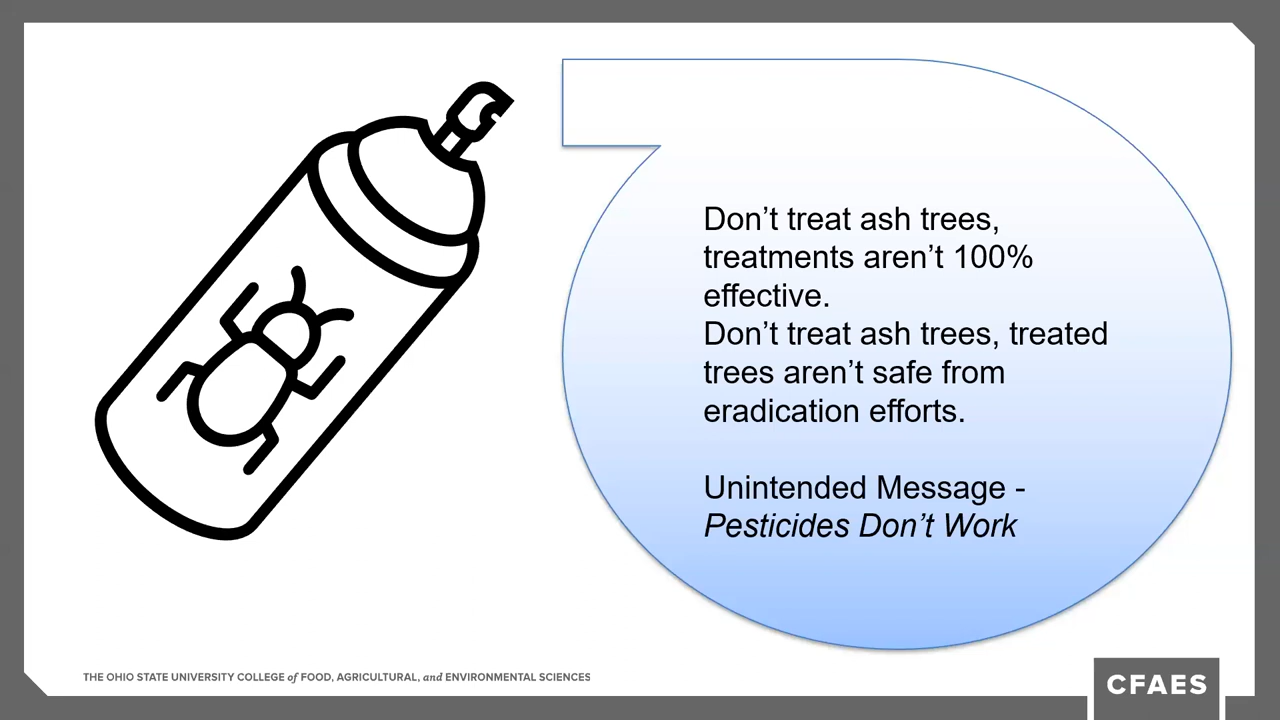 Don’t treat ash trees,
treatments aren’t 100%
effective.
Don’t treat ash trees, treated
trees aren’t safe from
eradication efforts.
Unintended Message -
Pesticides Don’t Work
THE OHIO STATE UNIVERSITY COLLEGE of FOOD, AGRICULTURAL, and ENVIRONMENTAL SCIENCES
CFAES